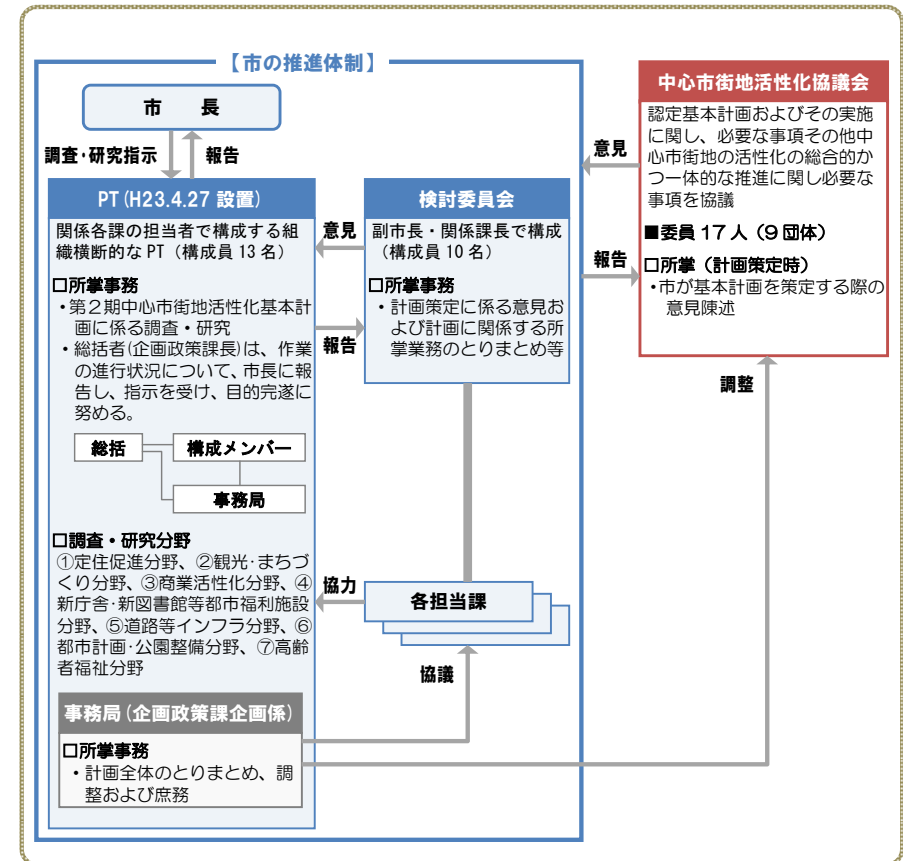 【市の推進体制】
市　長
調査・研究指示
報告
PT(H23.4.27 設置)
関係各課の担当者で構成する組
織横断的な PT（構成員 13 名）
□所掌事務
・第２期中心市街地活性化基本計
画に係る調査・研究
・総括者(企画政策課長)は、作業
の進行状況について、市長に報
告し、指示を受け、目的完遂に
努める。
総括
構成メンバー
事務局
□調査・研究分野
①定住促進分野、②観光・まちづ
くり分野、③商業活性化分野、④
新庁舎・新図書館等都市福利施設
分野、⑤道路等インフラ分野、⑥
都市計画・公園整備分野、⑦高齢
者福祉分野
事務局(企画政策課企画係)
□所掌事務
・計画全体のとりまとめ、調
整および庶務
意見
報告
検討委員会
副市長・関係課長で構成
（構成員 10 名）
□所掌事務
・計画策定に係る意見お
よび計画に関係する所
掌業務のとりまとめ等
協力
各担当課
協議
意見
報告
中心市街地活性化協議会
認定基本計画およびその実施
に関し、必要な事項その他中
心市街地の活性化の総合的か
つ一体的な推進に関し必要な
事項を協議
■委員 17 人（9 団体）
□所掌（計画策定時）
・市が基本計画を策定する際の
意見陳述
調整